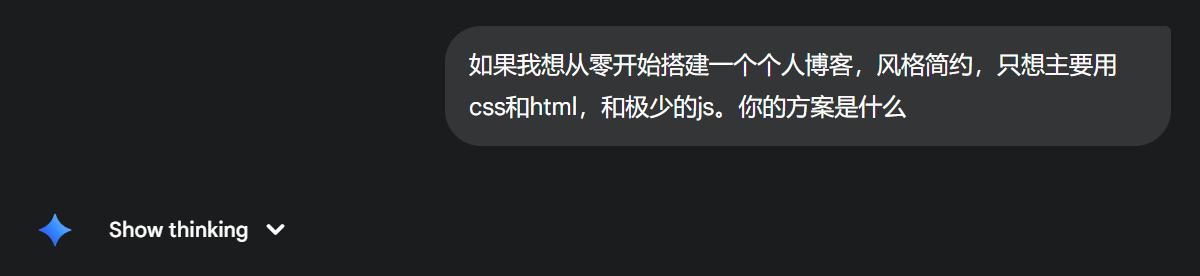 如果我想从零开始搭建一个个人博客，风格简约，只想主要用
css和html，和极少的js。你的方案是什么
Show thinking